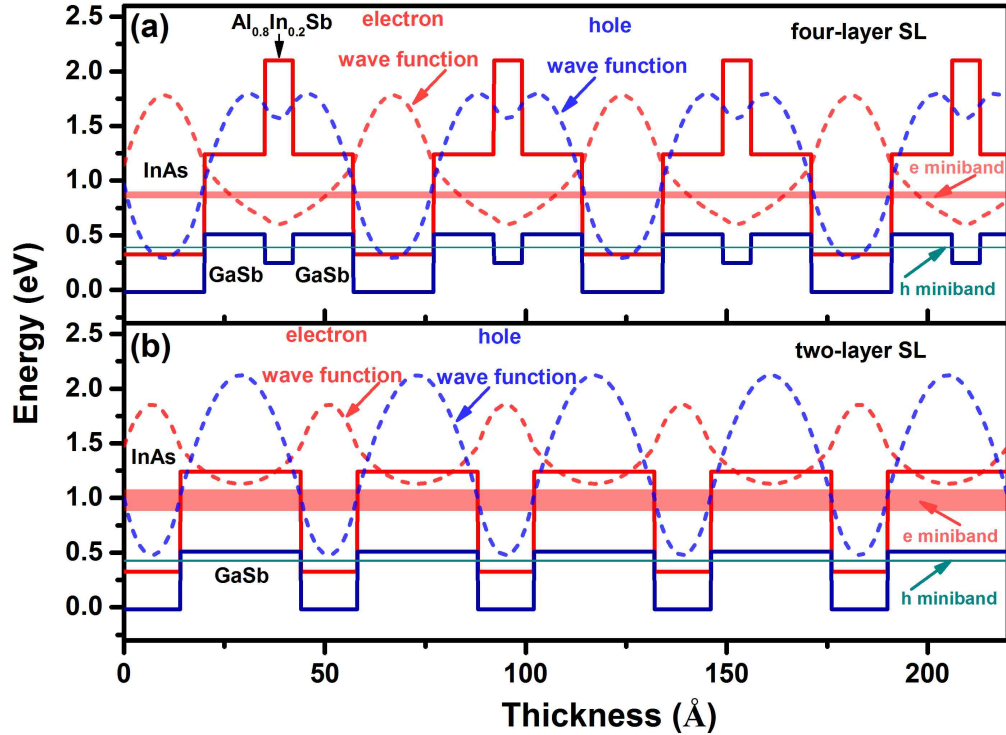 (a)
Al0.8In0.2Sb
electron
wave function
hole
wave function
four-layer SL
InAs
e miniband
GaSb
GaSb
h miniband
2.5
2.0
1.5
1.0
0.5
0.0
(b)
electron
wave function
hole
wave function
two-layer SL
InAs
e miniband
GaSb
h miniband
2.5
2.0
1.5
1.0
0.5
0.0
Energy (eV)
0 50 100 150 200
Thickness (Å)